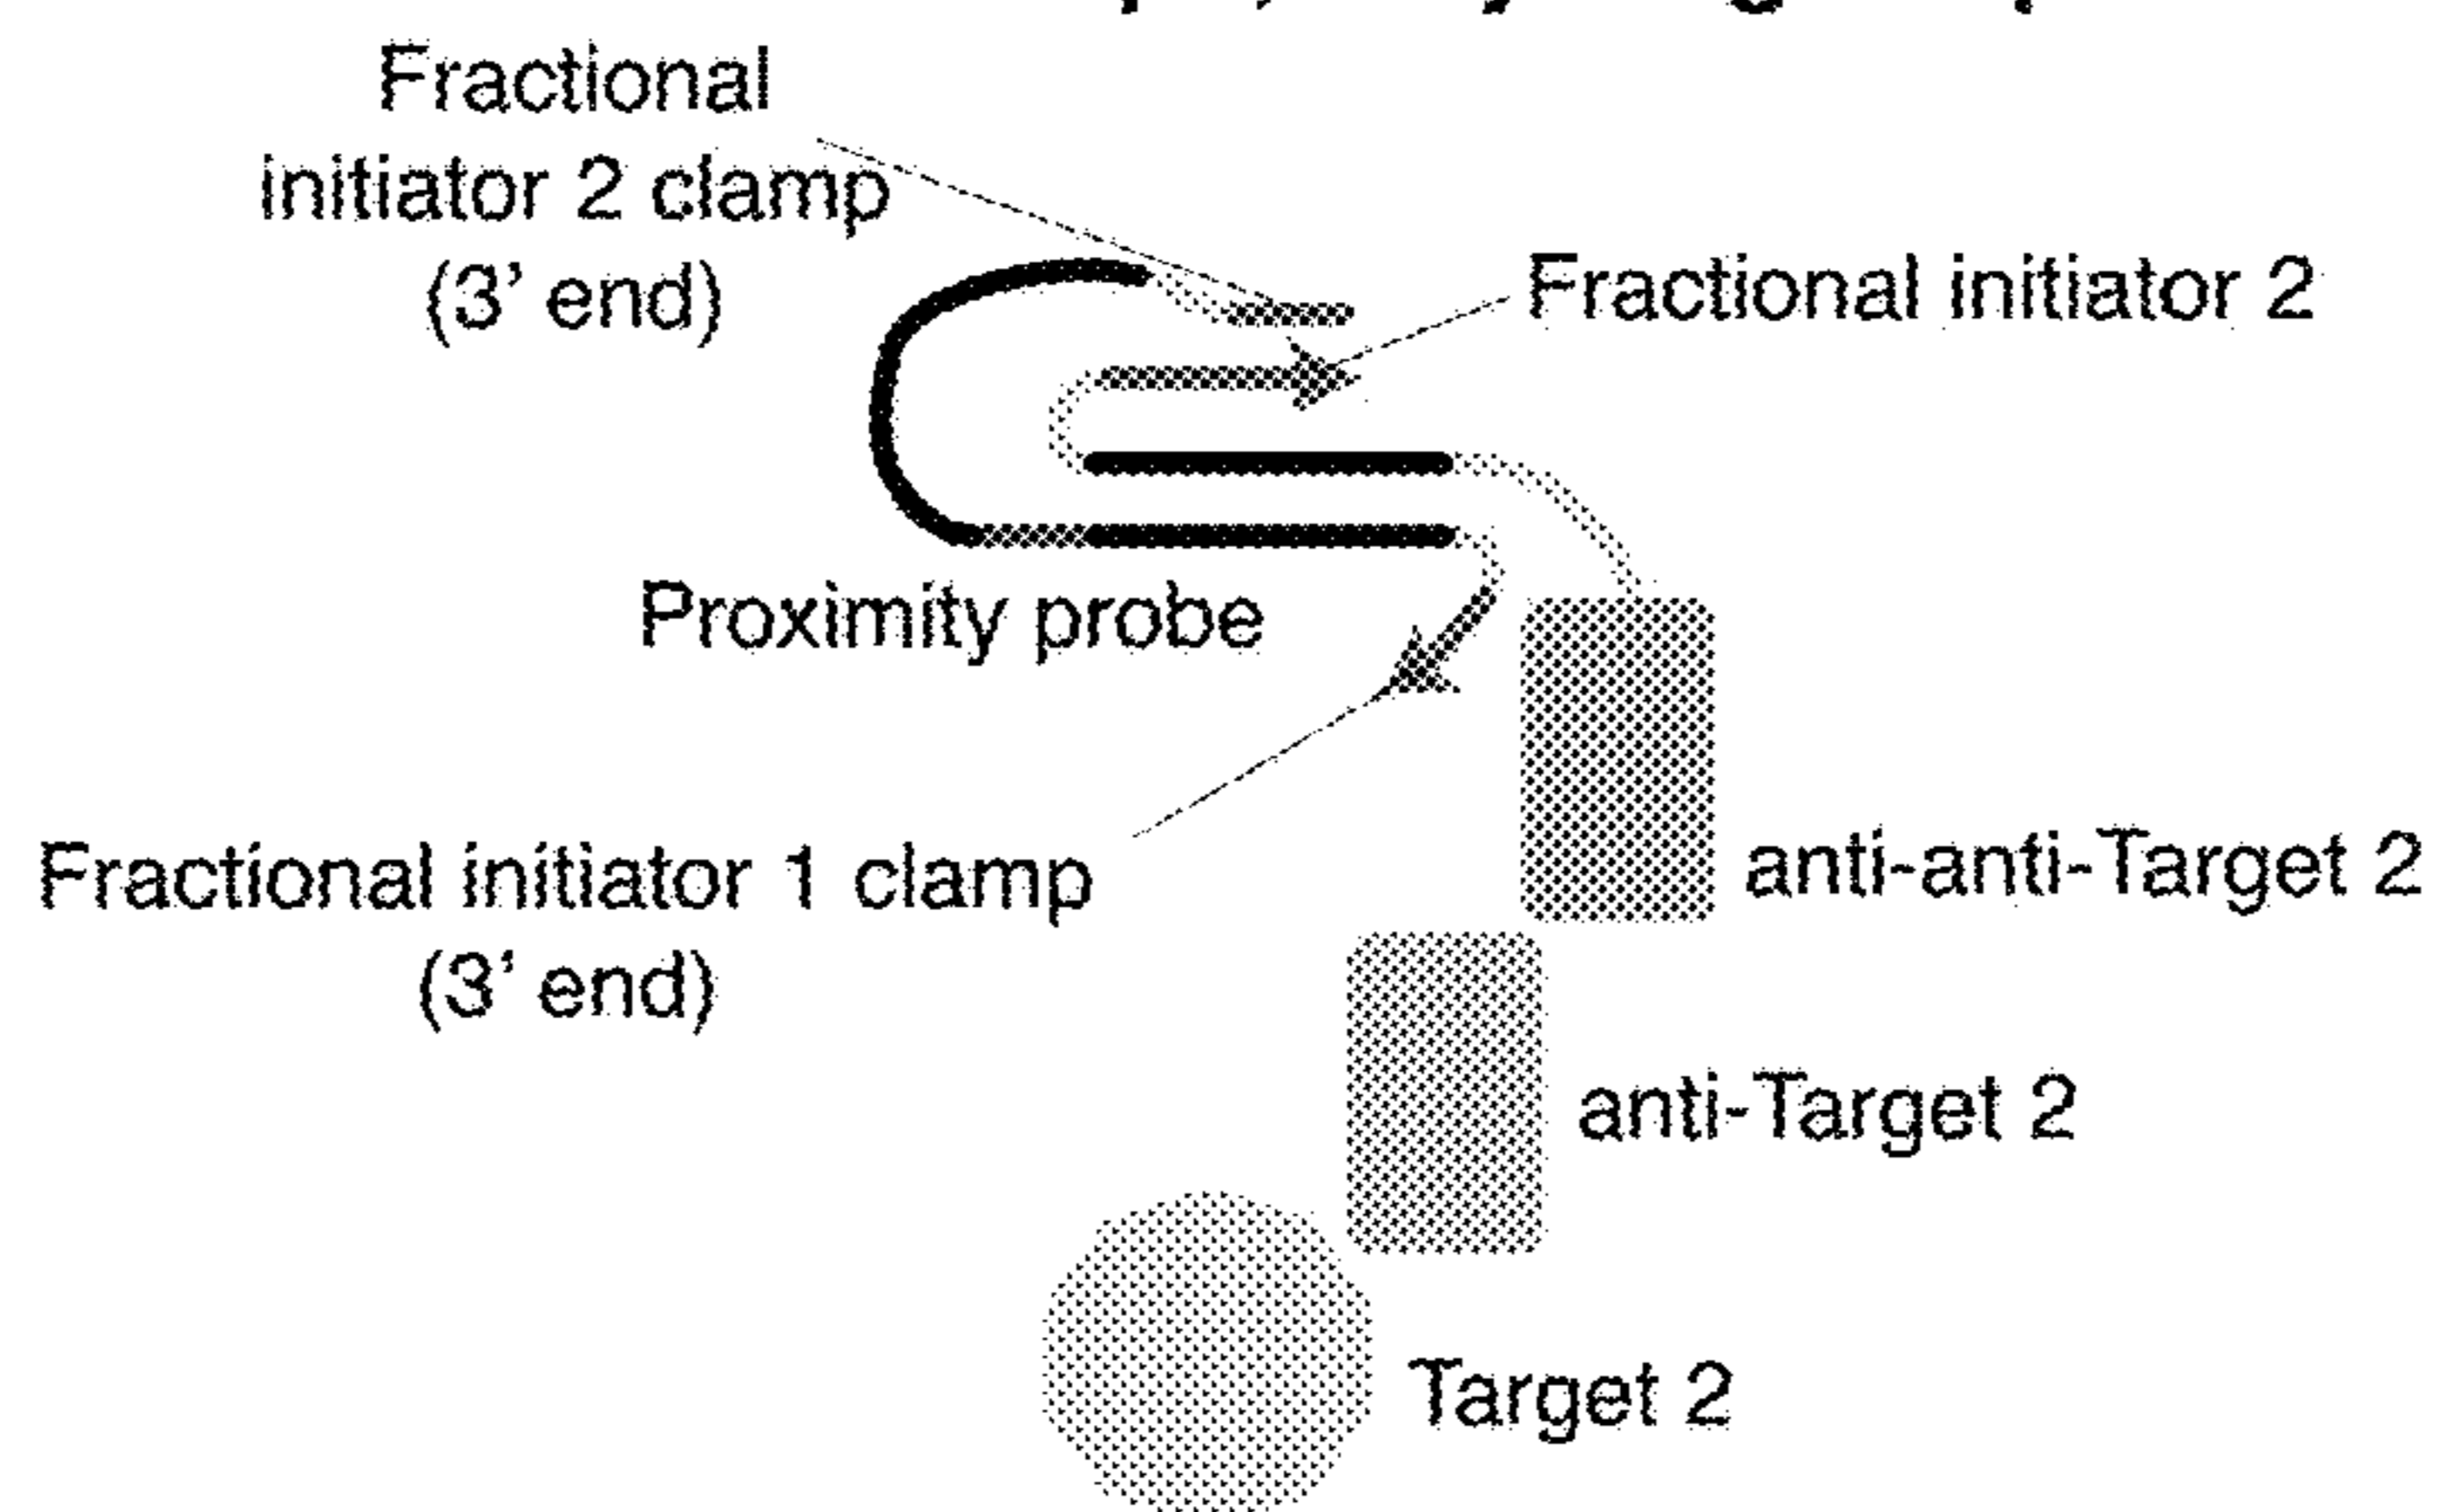 Fractional
initiator 2 clamp
(3’ end)
Fractional initiator 2
Proximity probe
Fractional initiator 1 clamp
(3’ end)
anti-anti-Target 2
anti-Target 2
Target 2